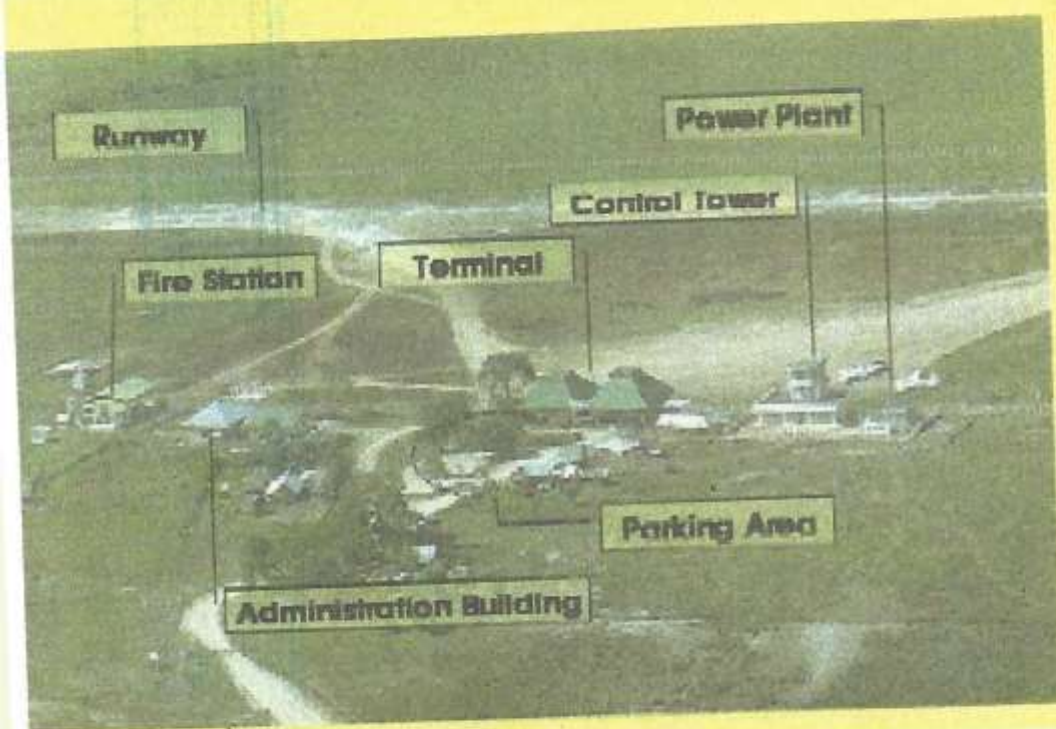 Runway
Power Plant
Control Tower
Fire Station
Terminal
Parking Area
Administration Building